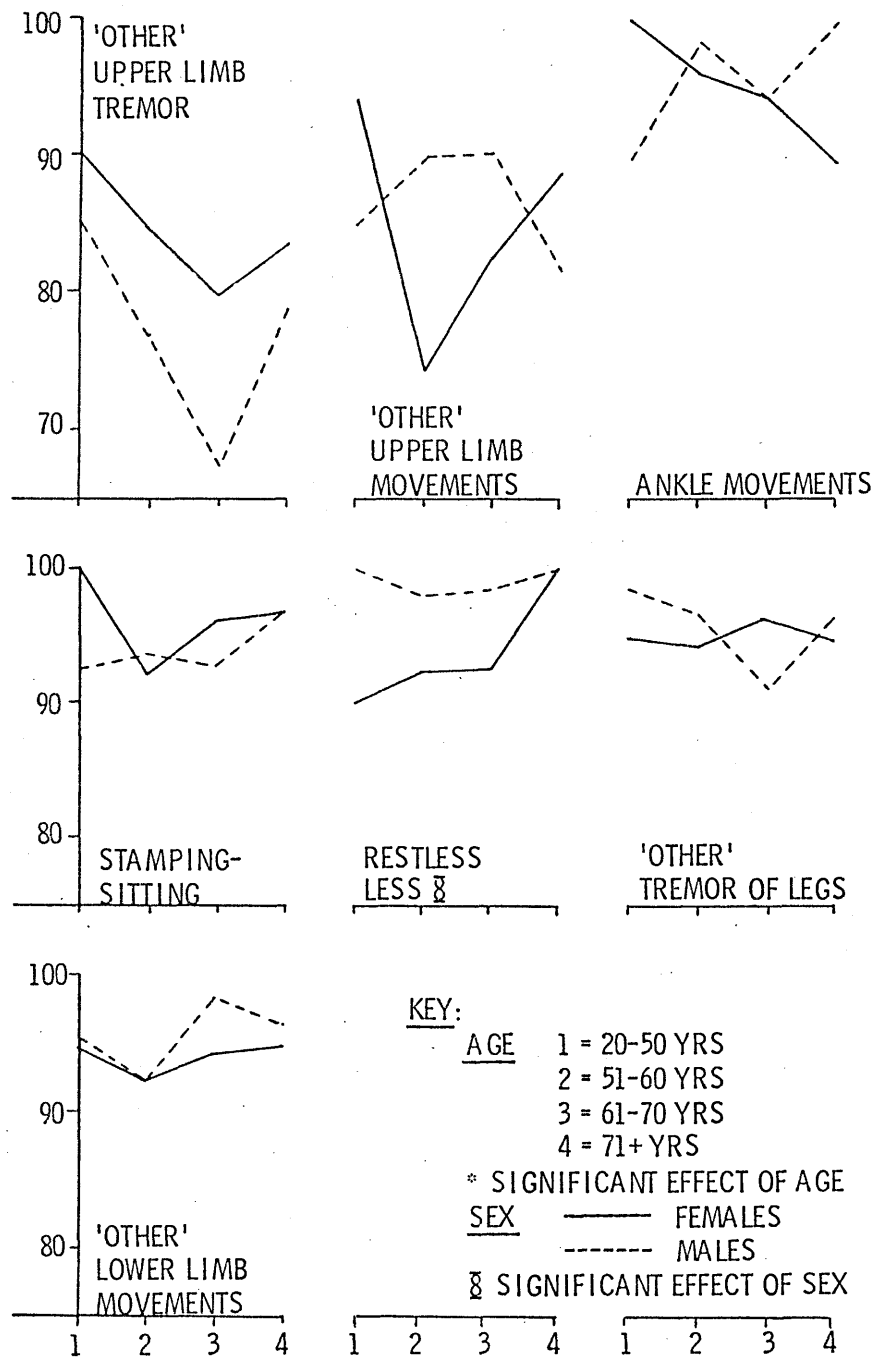 100
90
80
70
'OTHER'
UPPER LIMB
TREMOR
'OTHER'
UPPER LIMB
MOVEMENTS
ANKLE MOVEMENTS
100
90
80
STAMPING-
SITTING
RESTLESS
LESS
'OTHER'
TREMOR OF LEGS
100
90
80
'OTHER'
LOWER LIMB
MOVEMENTS
KEY:
AGE 1 = 20-50 YRS
2 = 51-60 YRS
3 = 61-70 YRS
4 = 71+ YRS
* SIGNIFICANT EFFECT OF AGE
SEX FEMALES
MALES
SIGNIFICANT EFFECT OF SEX
1 2 3 4
1 2 3 4
1 2 3 4